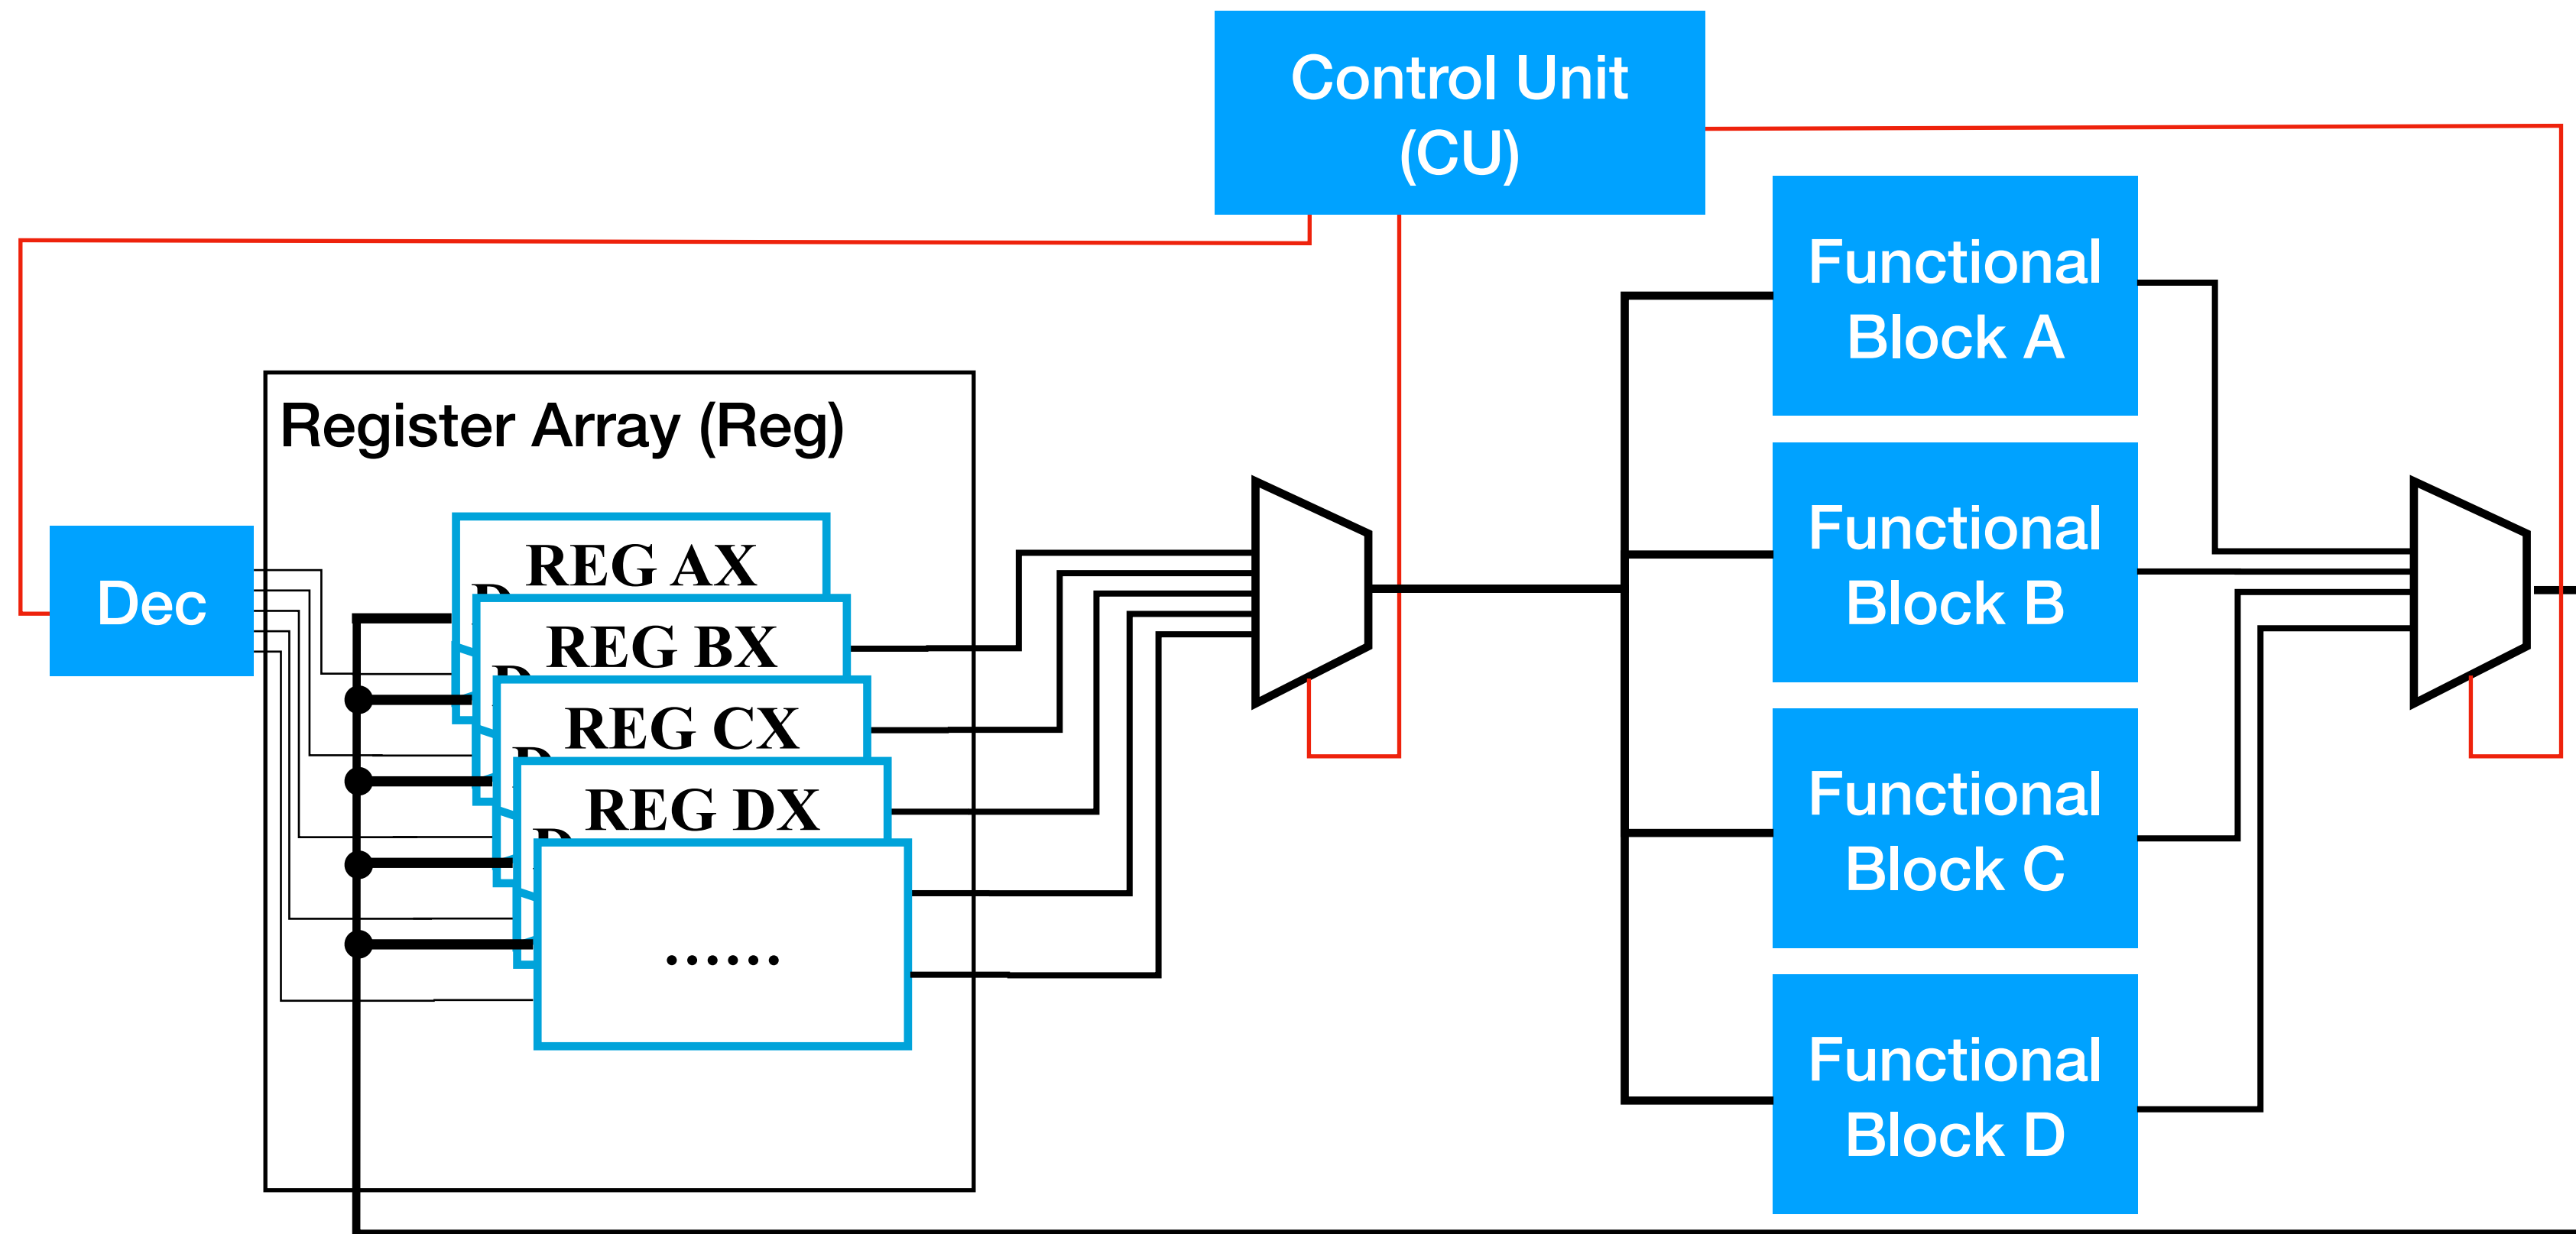 Control Unit
(CU)
Functional
Block A
Register Array (Reg)
Functional
Block B
Dec
REG AX
D
REG BX
D
REG CX
D
REG DX
D
......
Functional
Block C
Functional
Block D